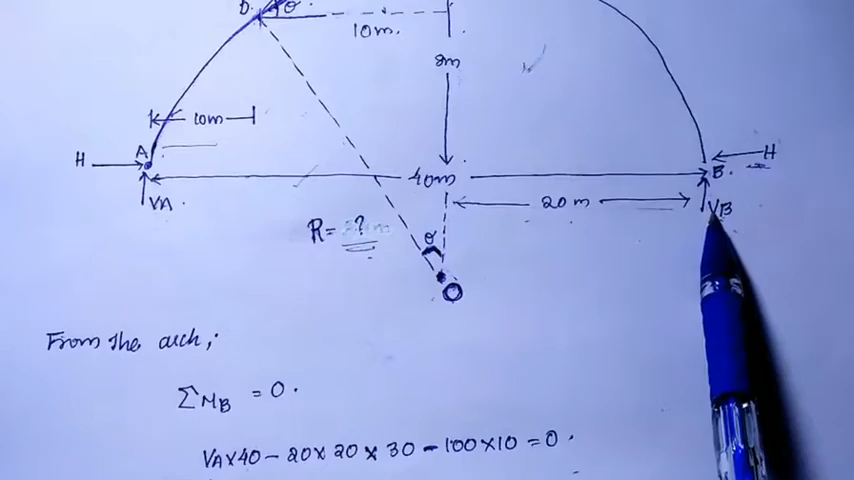 D. θ
10m.
8m
10m
A
H
H
B.
40m
VA.
20m
VB
R= ?
θ
O
From the arch;
ΣMB = 0.
VA×40 - 20×20×30 - 100×10 = 0.